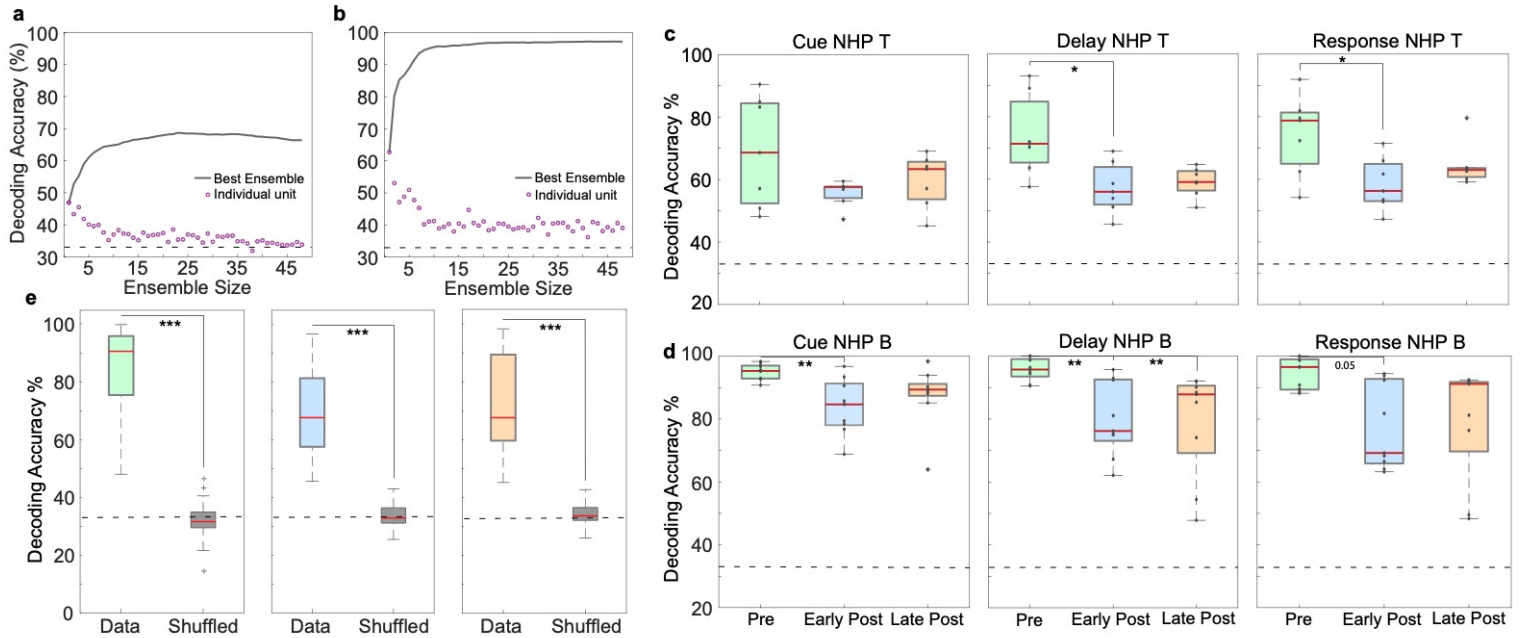 a
Decoding Accuracy (%)
100
90
80
70
60
50
40
30
Best Ensemble
Individual unit
5 15 25 35 45
Ensemble Size
b
100
90
80
70
60
50
40
30
Best Ensemble
Individual unit
5 15 25 35 45
Ensemble Size
c
Cue NHP T
Delay NHP T
Response NHP T
Decoding Accuracy %
100
80
60
40
20
*
*
d
Cue NHP B
Delay NHP B
Response NHP B
Decoding Accuracy %
100
80
60
40
20
**
**
**
0.05
Pre Early Post Late Post
Pre Early Post Late Post
Pre Early Post Late Post
e
Decoding Accuracy %
100
80
60
40
20
0
***
***
***
Data Shuffled
Data Shuffled
Data Shuffled